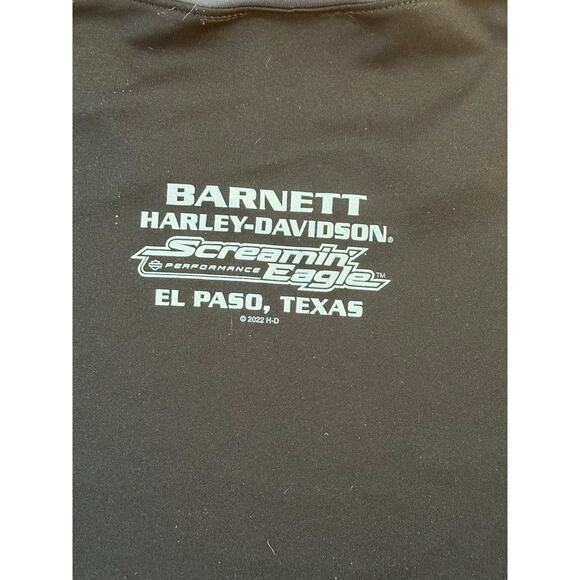 BARNETT
HARLEY-DAVIDSON®
Screamin'
PERFORMANCE Eagle™
EL PASO, TEXAS
© 2022 H-D